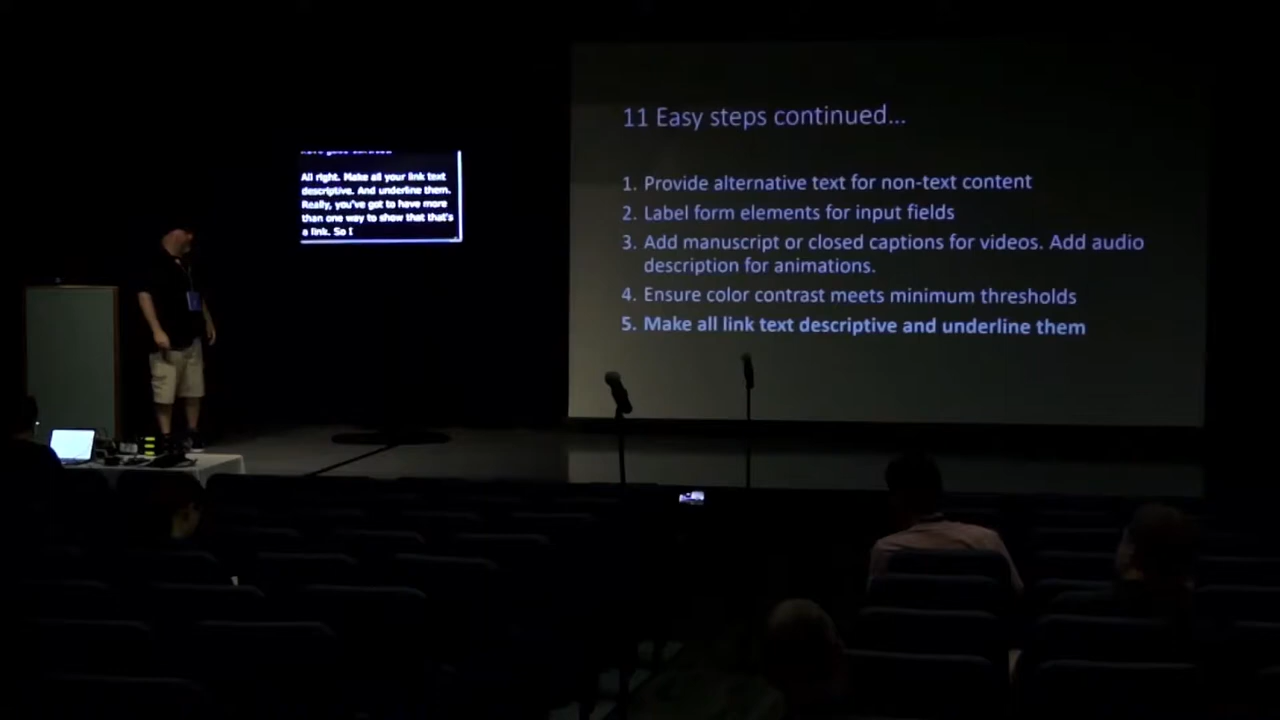 All right. Make all your link text
descriptive. And underline them.
Really, you've got to have more
than one way to show that that's
a link. So I
11 Easy steps continued...
1. Provide alternative text for non-text content
2. Label form elements for input fields
3. Add manuscript or closed captions for videos. Add audio
description for animations.
4. Ensure color contrast meets minimum thresholds
5. Make all link text descriptive and underline them